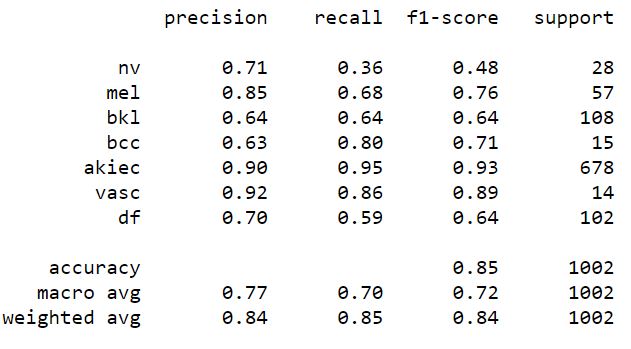 precision recall f1-score support
nv 0.71 0.36 0.48 28
mel 0.85 0.68 0.76 57
bkl 0.64 0.64 0.64 108
bcc 0.63 0.80 0.71 15
akiec 0.90 0.95 0.93 678
vasc 0.92 0.86 0.89 14
df 0.70 0.59 0.64 102
accuracy 0.85 1002
macro avg 0.77 0.70 0.72 1002
weighted avg 0.84 0.85 0.84 1002